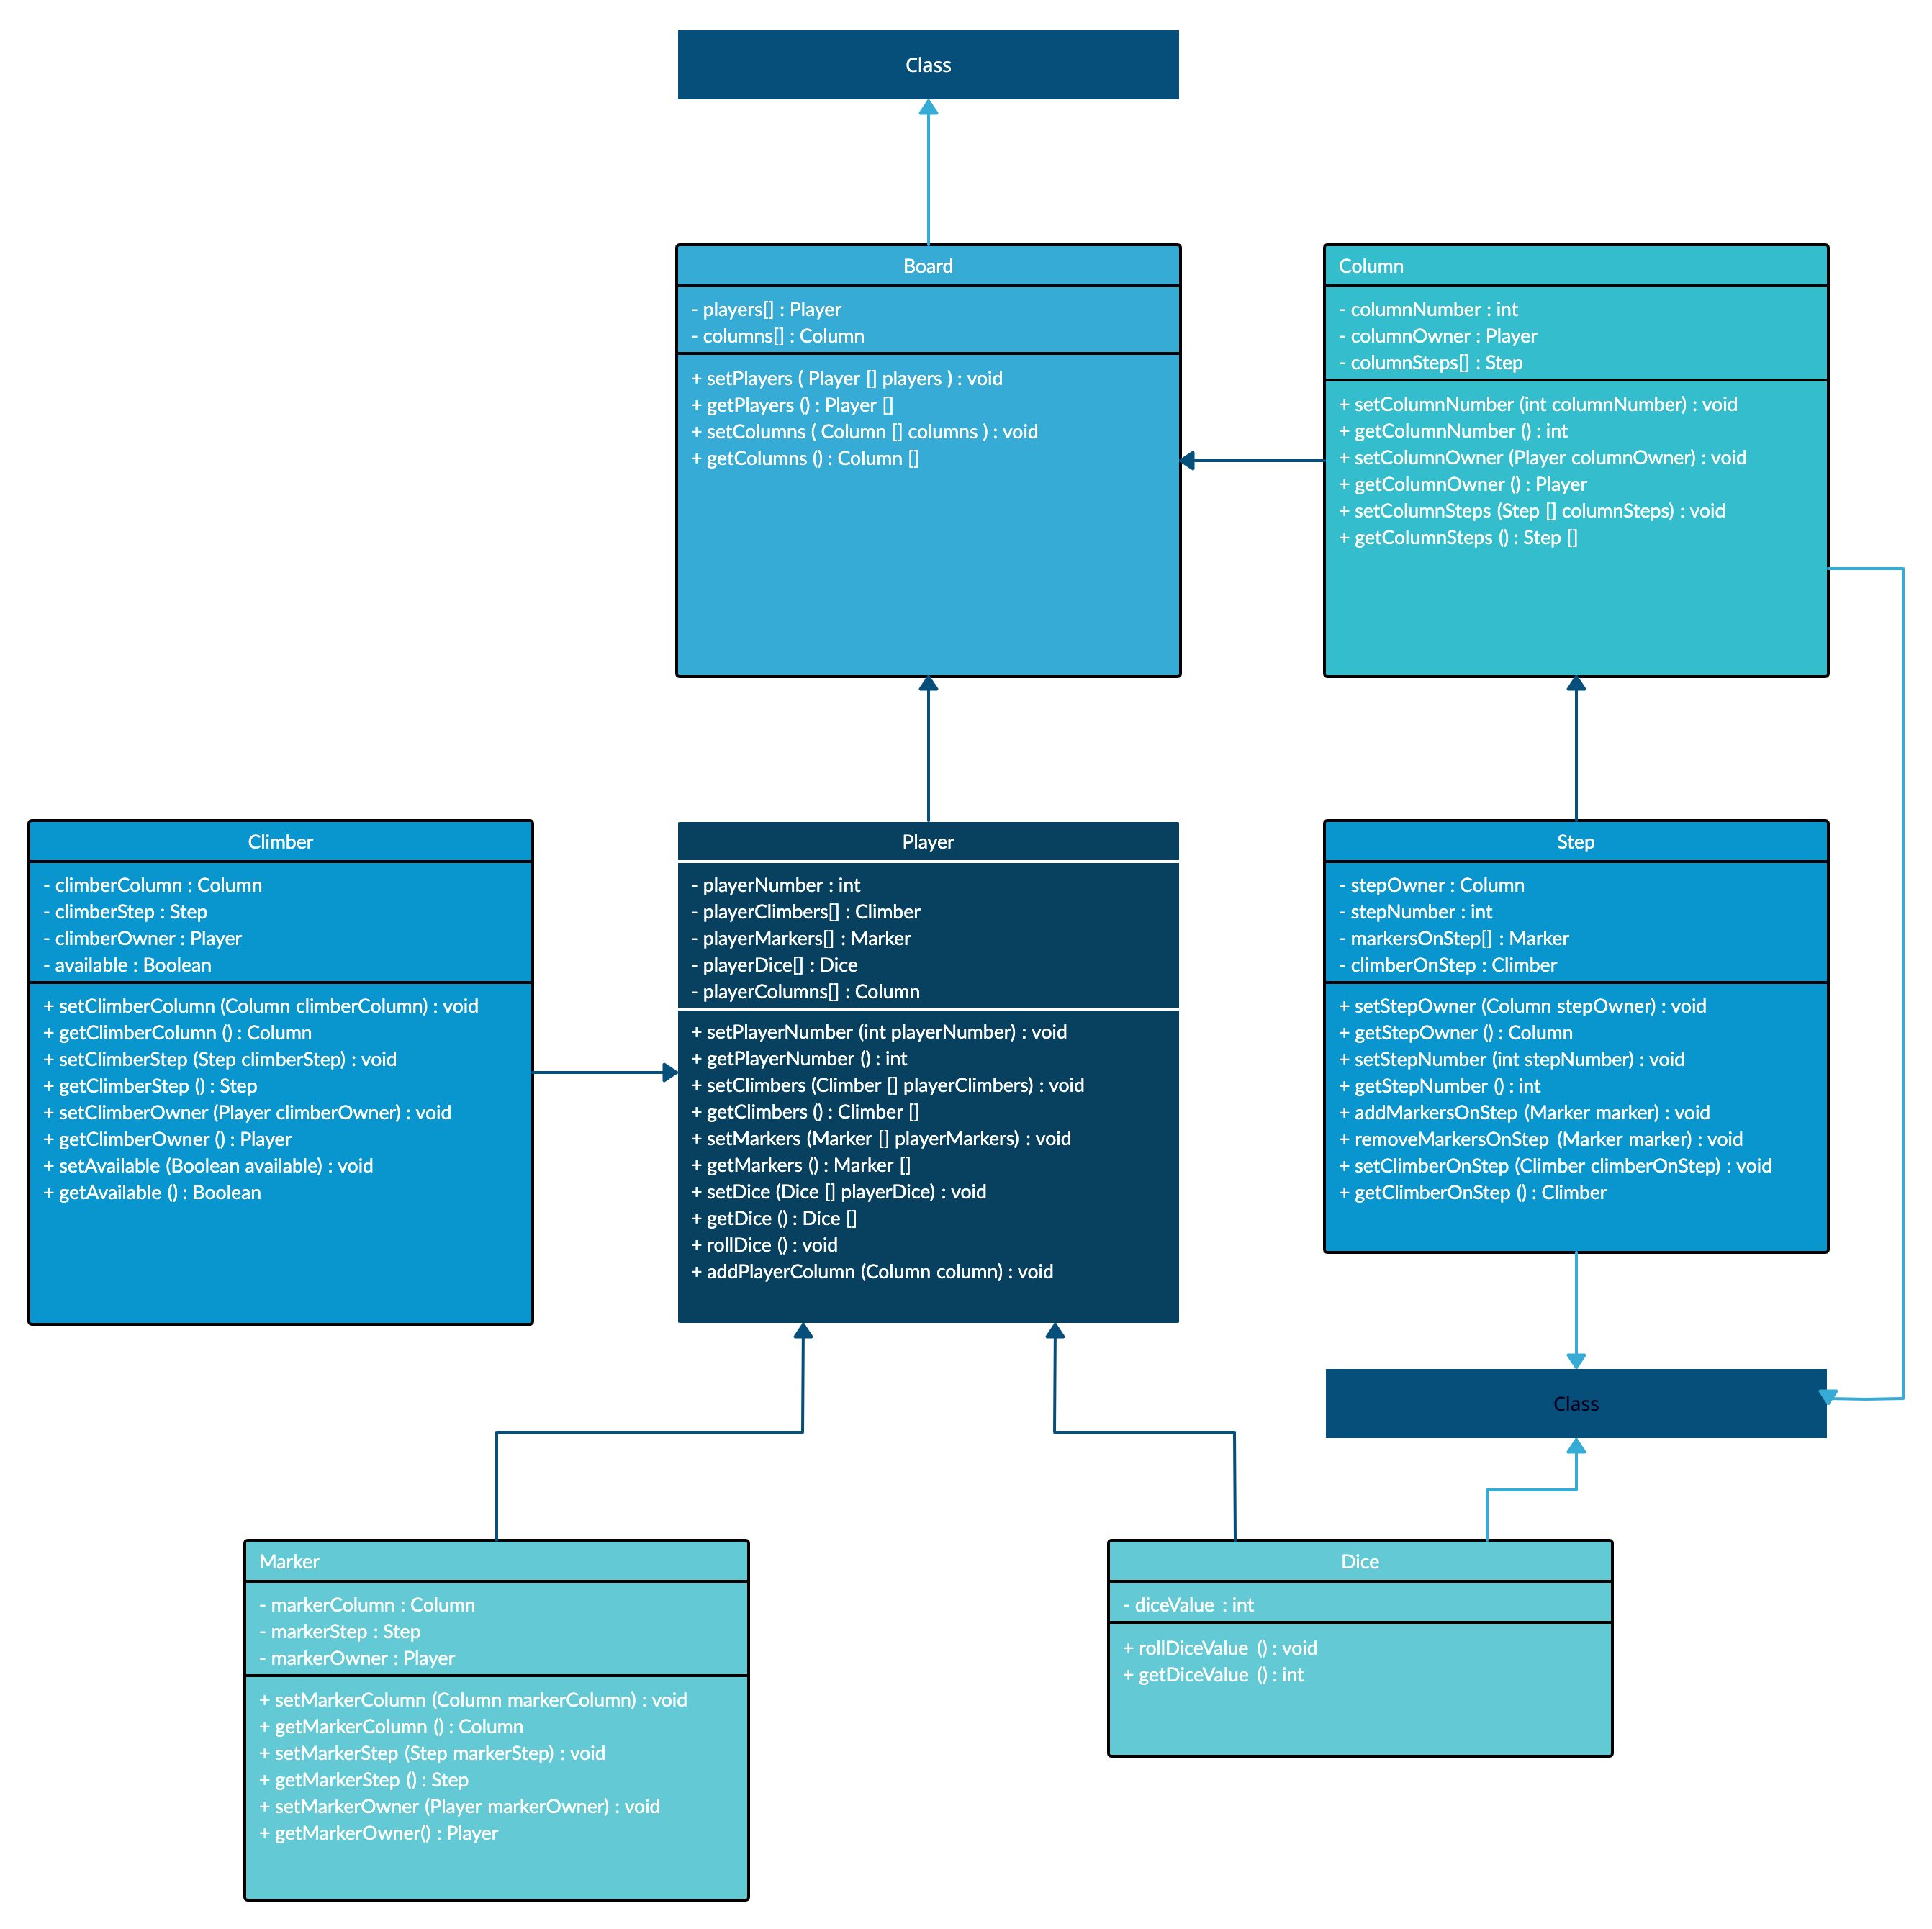 Class
Board
- players[] : Player
- columns[] : Column
+ setPlayers ( Player [] players ) : void
+ getPlayers () : Player []
+ setColumns ( Column [] columns ) : void
+ getColumns () : Column []
Column
- columnNumber : int
- columnOwner : Player
- columnSteps[] : Step
+ setColumnNumber (int columnNumber) : void
+ getColumnNumber () : int
+ setColumnOwner (Player columnOwner) : void
+ getColumnOwner () : Player
+ setColumnSteps (Step [] columnSteps) : void
+ getColumnSteps () : Step []
Climber
- climberColumn : Column
- climberStep : Step
- climberOwner : Player
- available : Boolean
+ setClimberColumn (Column climberColumn) : void
+ getClimberColumn () : Column
+ setClimberStep (Step climberStep) : void
+ getClimberStep () : Step
+ setClimberOwner (Player climberOwner) : void
+ getClimberOwner () : Player
+ setAvailable (Boolean available) : void
+ getAvailable () : Boolean
Player
- playerNumber : int
- playerClimbers[] : Climber
- playerMarkers[] : Marker
- playerDice[] : Dice
- playerColumns[] : Column
+ setPlayerNumber (int playerNumber) : void
+ getPlayerNumber () : int
+ setClimbers (Climber [] playerClimbers) : void
+ getClimbers () : Climber []
+ setMarkers (Marker [] playerMarkers) : void
+ getMarkers () : Marker []
+ setDice (Dice [] playerDice) : void
+ getDice () : Dice []
+ rollDice () : void
+ addPlayerColumn (Column column) : void
Step
- stepOwner : Column
- stepNumber : int
- markersOnStep[] : Marker
- climberOnStep : Climber
+ setStepOwner (Column stepOwner) : void
+ getStepOwner () : Column
+ setStepNumber (int stepNumber) : void
+ getStepNumber () : int
+ addMarkersOnStep (Marker marker) : void
+ removeMarkersOnStep (Marker marker) : void
+ setClimberOnStep (Climber climberOnStep) : void
+ getClimberOnStep () : Climber
Class
Marker
- markerColumn : Column
- markerStep : Step
- markerOwner : Player
+ setMarkerColumn (Column markerColumn) : void
+ getMarkerColumn () : Column
+ setMarkerStep (Step markerStep) : void
+ getMarkerStep () : Step
+ setMarkerOwner (Player markerOwner) : void
+ getMarkerOwner() : Player
Dice
- diceValue : int
+ rollDiceValue () : void
+ getDiceValue () : int